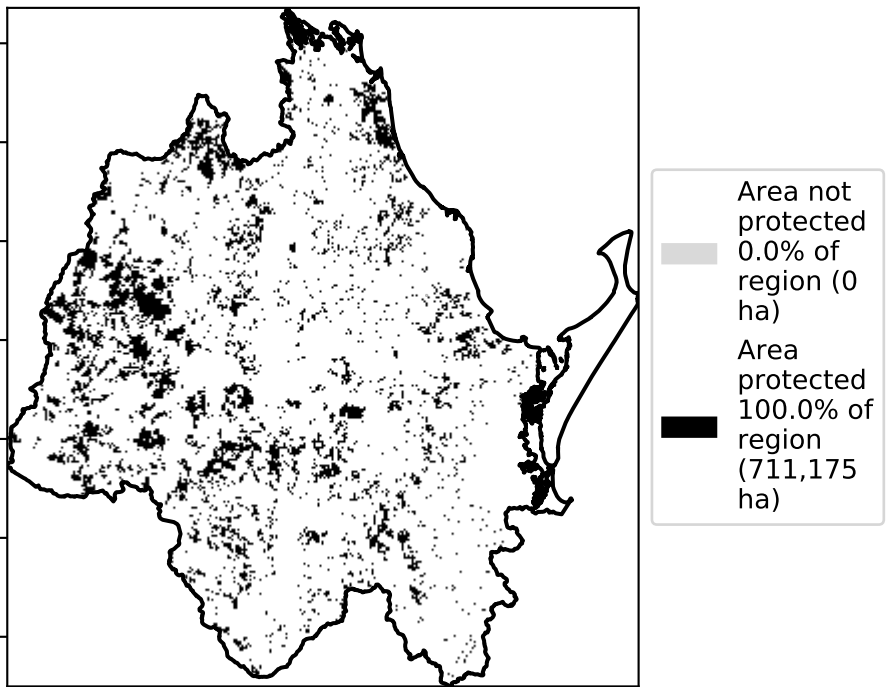 Area not
protected
0.0% of
region (0
ha)
Area
protected
100.0% of
region
(711,175
ha)